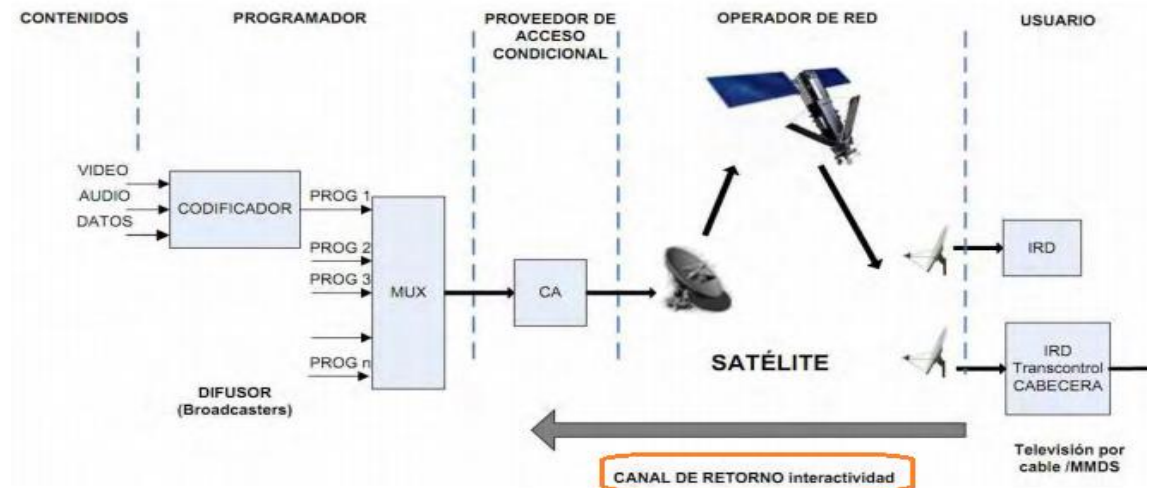 CONTENIDOS
PROGRAMADOR
PROVEEDOR DE
ACCESO
CONDICIONAL
OPERADOR DE RED
USUARIO
VIDEO
AUDIO
DATOS
CODIFICADOR
PROG 1
PROG 2
PROG 3
PROG n
MUX
CA
IRD
SATÉLITE
IRD
Transcontrol
CABECERA
DIFUSOR
(Broadcasters)
Televisión por
cable /MMDS
CANAL DE RETORNO interactividad